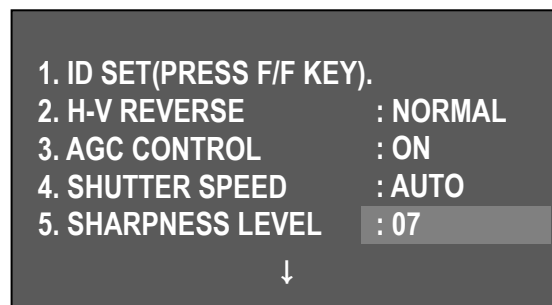 1. ID SET(PRESS F/F KEY).
2. H-V REVERSE : NORMAL
3. AGC CONTROL : ON
4. SHUTTER SPEED : AUTO
5. SHARPNESS LEVEL : 07
↓